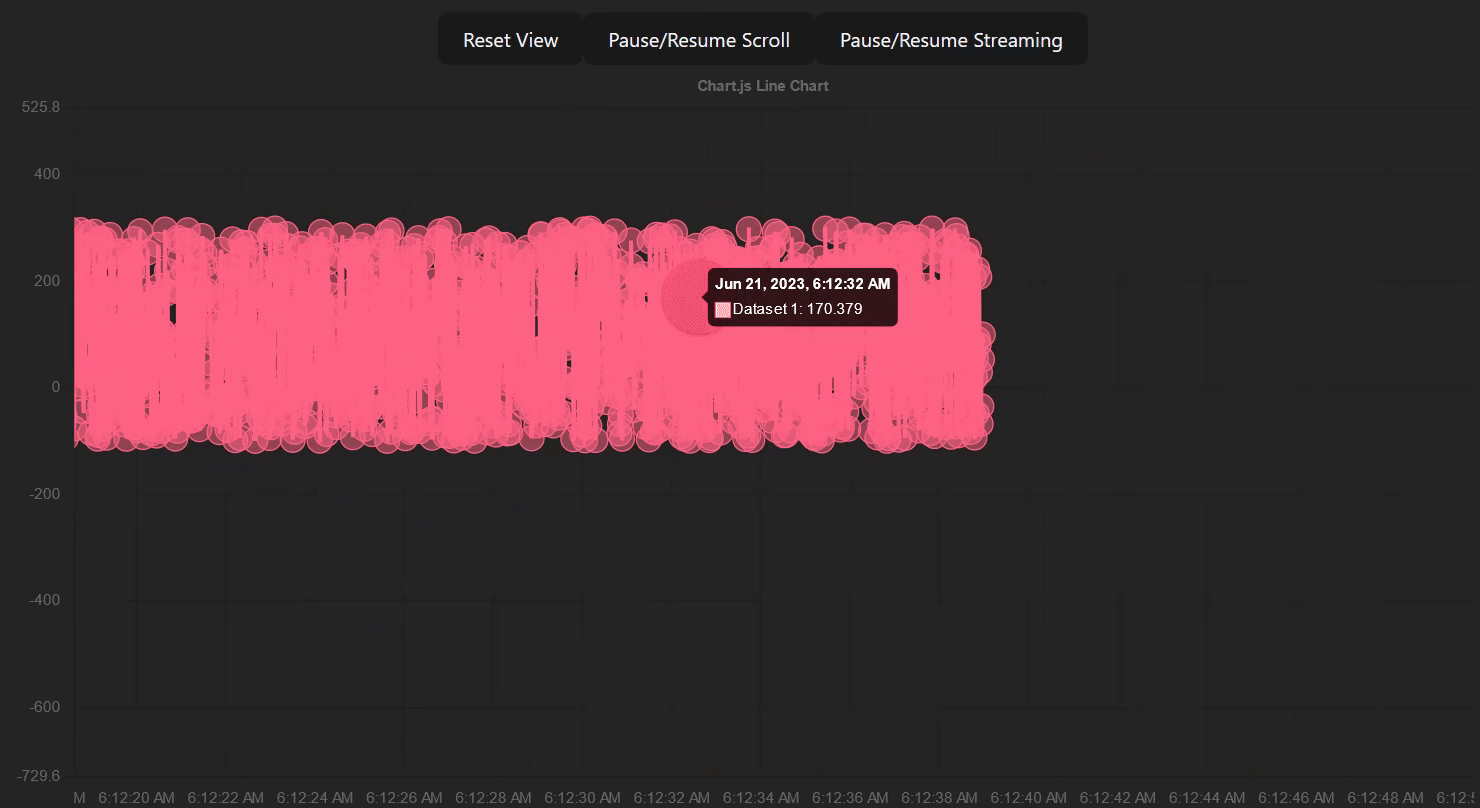 Reset View Pause/Resume Scroll Pause/Resume Streaming
Chart.js Line Chart
525.8
400
200
Jun 21, 2023, 6:12:32 AM
Dataset 1: 170.379
0
-200
-400
-600
-729.6
M 6:12:20 AM 6:12:22 AM 6:12:24 AM 6:12:26 AM 6:12:28 AM 6:12:30 AM 6:12:32 AM 6:12:34 AM 6:12:36 AM 6:12:38 AM 6:12:40 AM 6:12:42 AM 6:12:44 AM 6:12:46 AM 6:12:48 AM